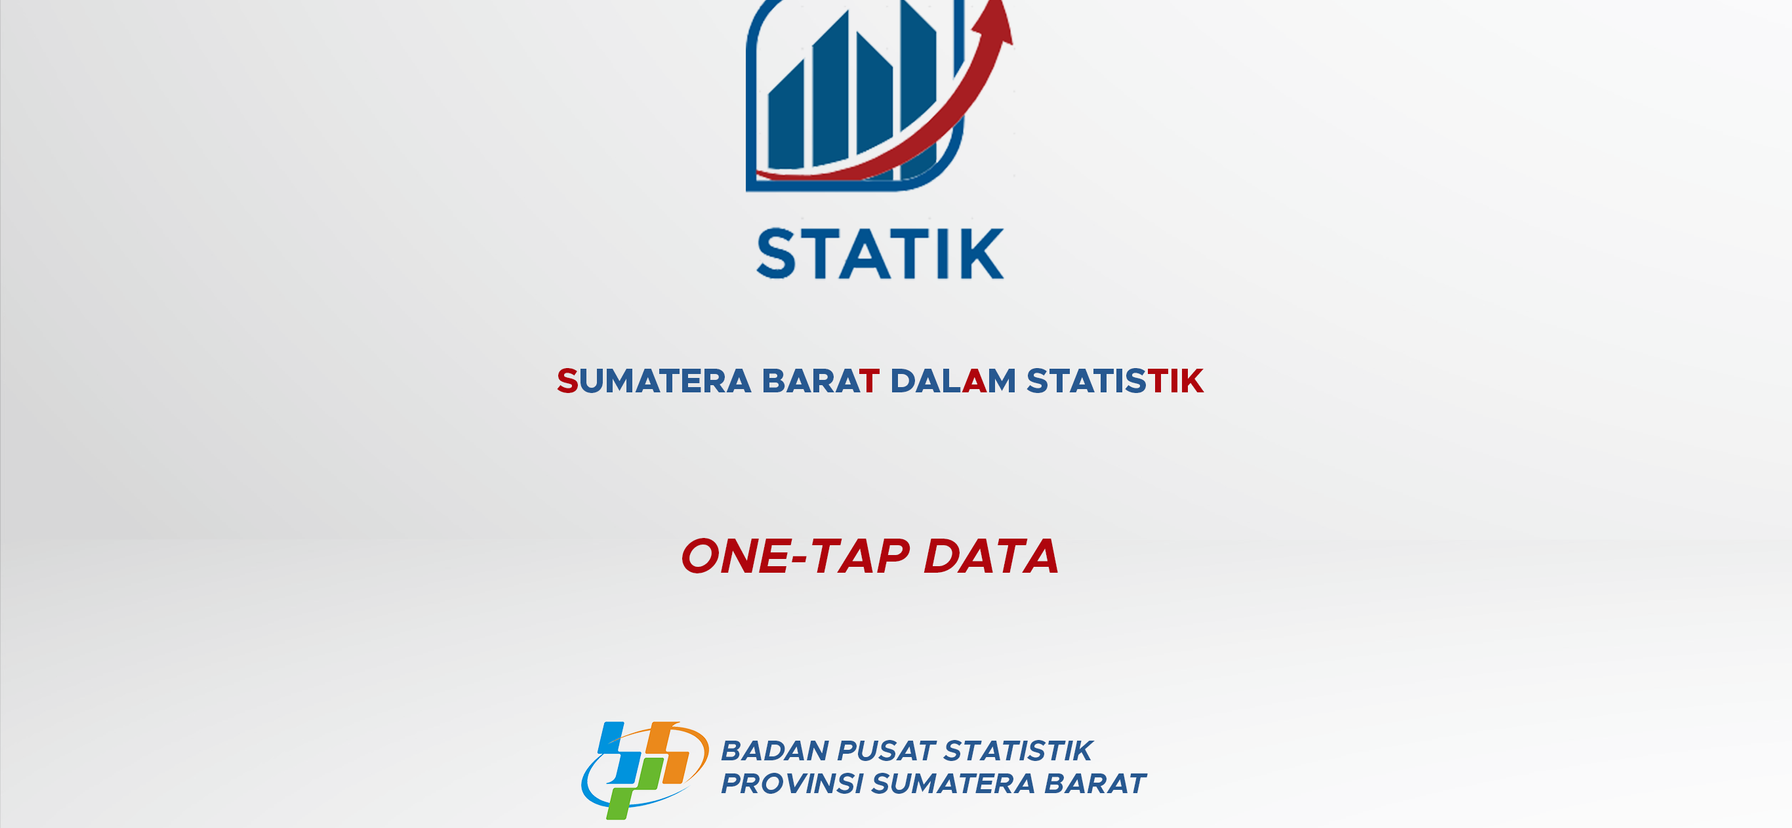 STATIK
SUMATERA BARAT DALAM STATISTIK
ONE-TAP DATA
BADAN PUSAT STATISTIK
PROVINSI SUMATERA BARAT